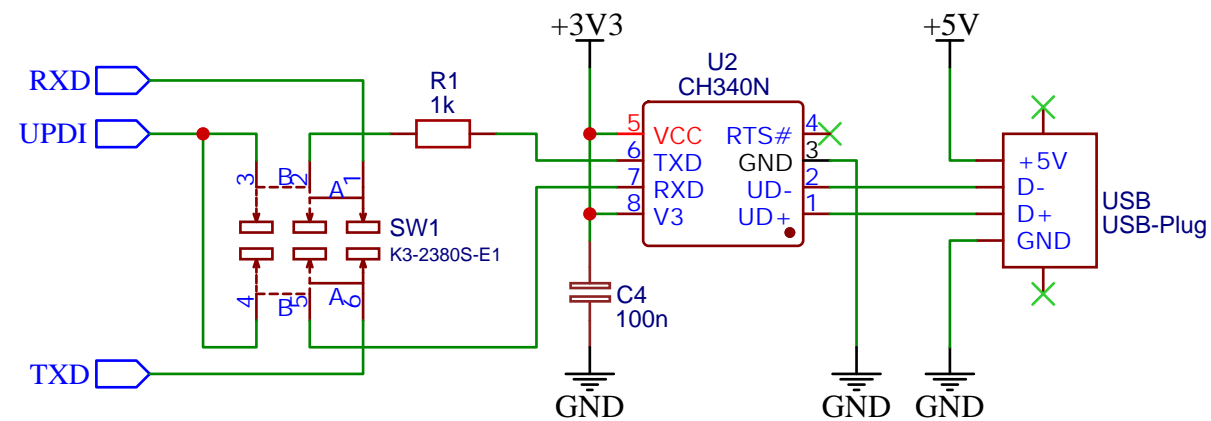 +3V3
+5V
RXD
UPDI
TXD
R1
1k
U2
CH340N
5 VCC RTS# 4
6 TXD GND 3
7 RXD UD- 2
8 V3 UD+ 1
3 B 2 A 1
SW1
K3-2380S-E1
4 B 5 A 6
C4
100n
+5V
D-
D+
GND
USB
USB-Plug
GND
GND
GND